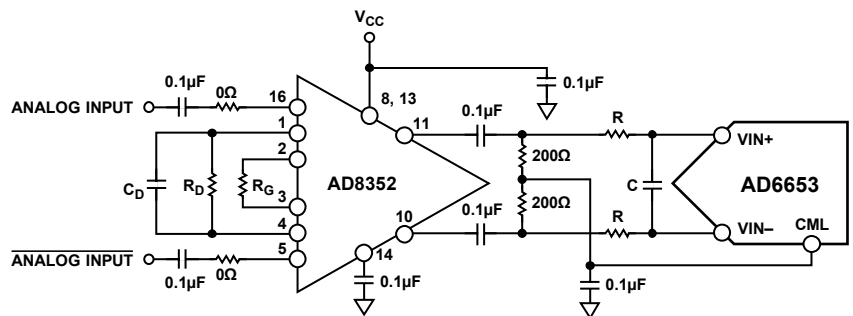 VCC
0.1µF
0.1µF 0Ω
ANALOG INPUT
16
8, 13
1
2
11
0.1µF
R
VIN+
CD
RD
RG
AD8352
200Ω
200Ω
C
AD6653
3
4
10
0.1µF
R
VIN–
CML
ANALOG INPUT
5
14
0.1µF 0Ω
0.1µF
0.1µF